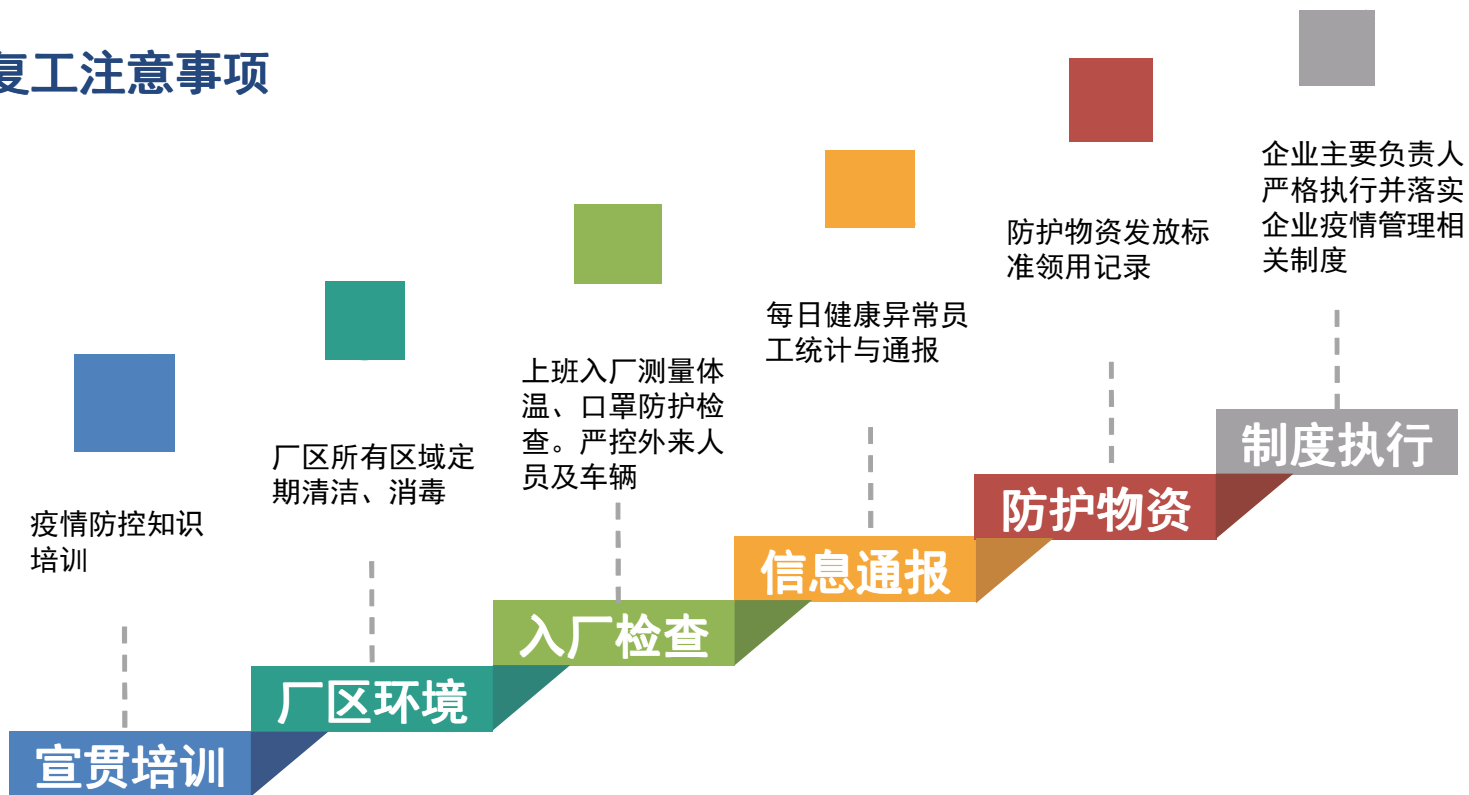 复工注意事项
疫情防控知识
培训
宣贯培训
厂区所有区域定
期清洁、消毒
厂区环境
上班入厂测量体
温、口罩防护检
查。严控外来人
员及车辆
入厂检查
每日健康异常员
工统计与通报
信息通报
防护物资发放标
准领用记录
防护物资
企业主要负责人
严格执行并落实
企业疫情管理相
关制度
制度执行